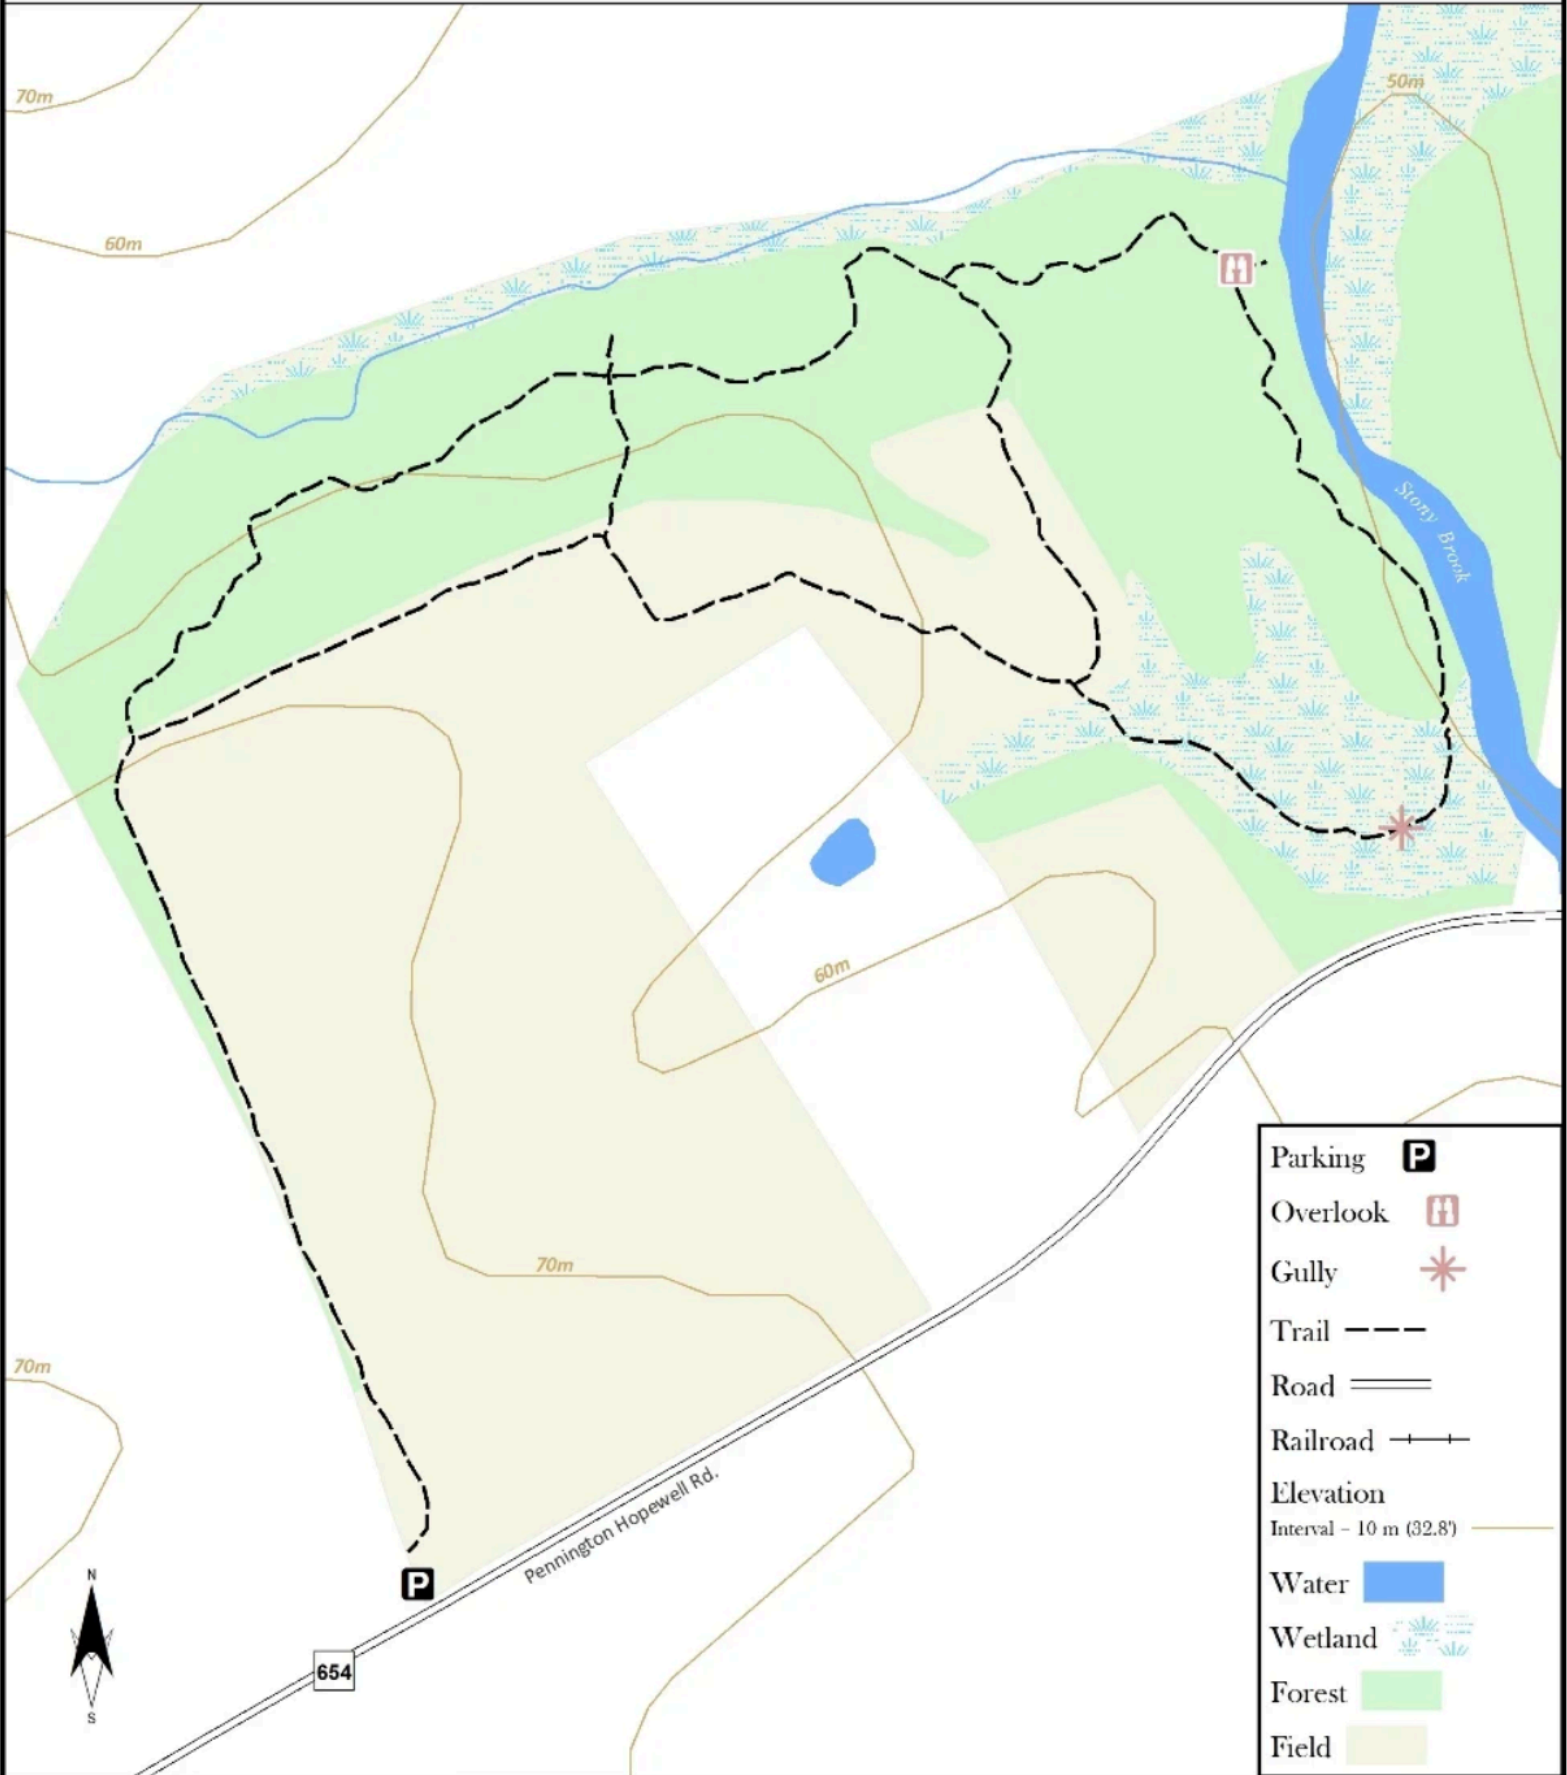 70m
50m
60m
Stony Brook
60m
70m
70m
Pennington Hopewell Rd.
654
N
S
Parking P
Overlook
Gully
Trail
Road
Railroad
Elevation
Interval - 10 m (32.8')
Water
Wetland
Forest
Field
P